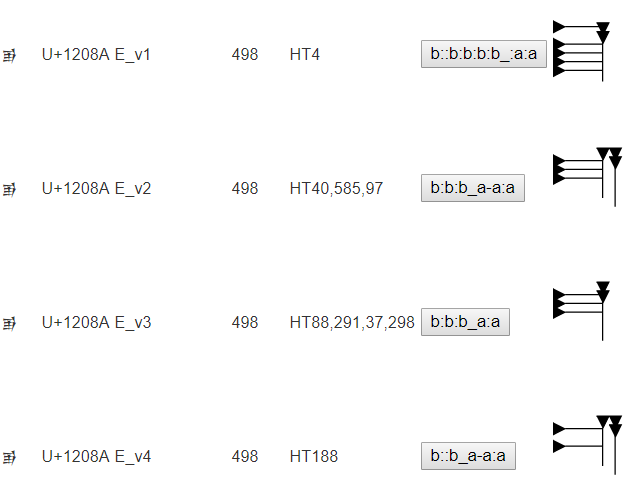 𒂊 U+1208A E_v1 498 HT4 b::b:b:b:b_:a:a
𒂊 U+1208A E_v2 498 HT40,585,97 b:b:b_a-a:a
𒂊 U+1208A E_v3 498 HT88,291,37,298 b:b:b_a:a
𒂊 U+1208A E_v4 498 HT188 b::b_a-a:a